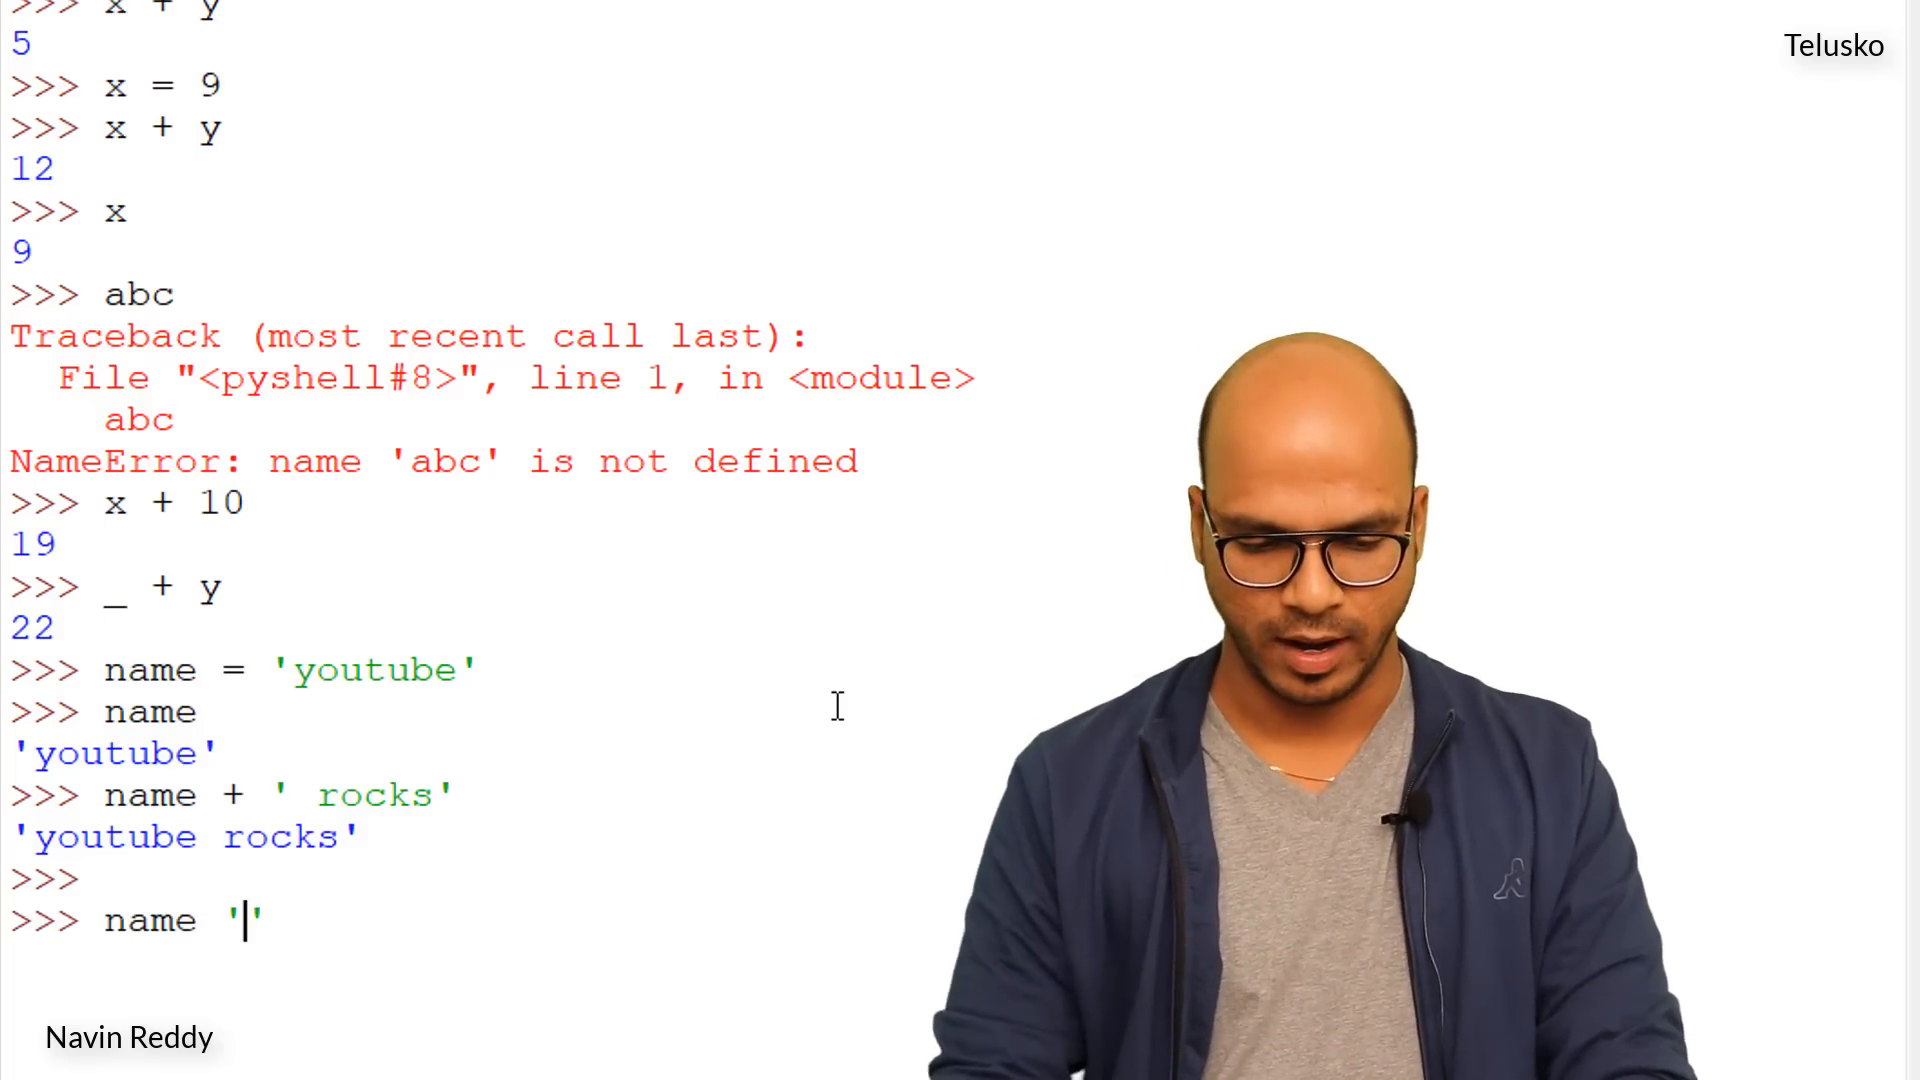 >>> x + y
5
>>> x = 9
>>> x + y
12
>>> x
9
>>> abc
Traceback (most recent call last):
  File "<pyshell#8>", line 1, in <module>
    abc
NameError: name 'abc' is not defined
>>> x + 10
19
>>> _ + y
22
>>> name = 'youtube'
>>> name
'youtube'
>>> name + ' rocks'
'youtube rocks'
>>>
>>> name ''
Telusko
Navin Reddy